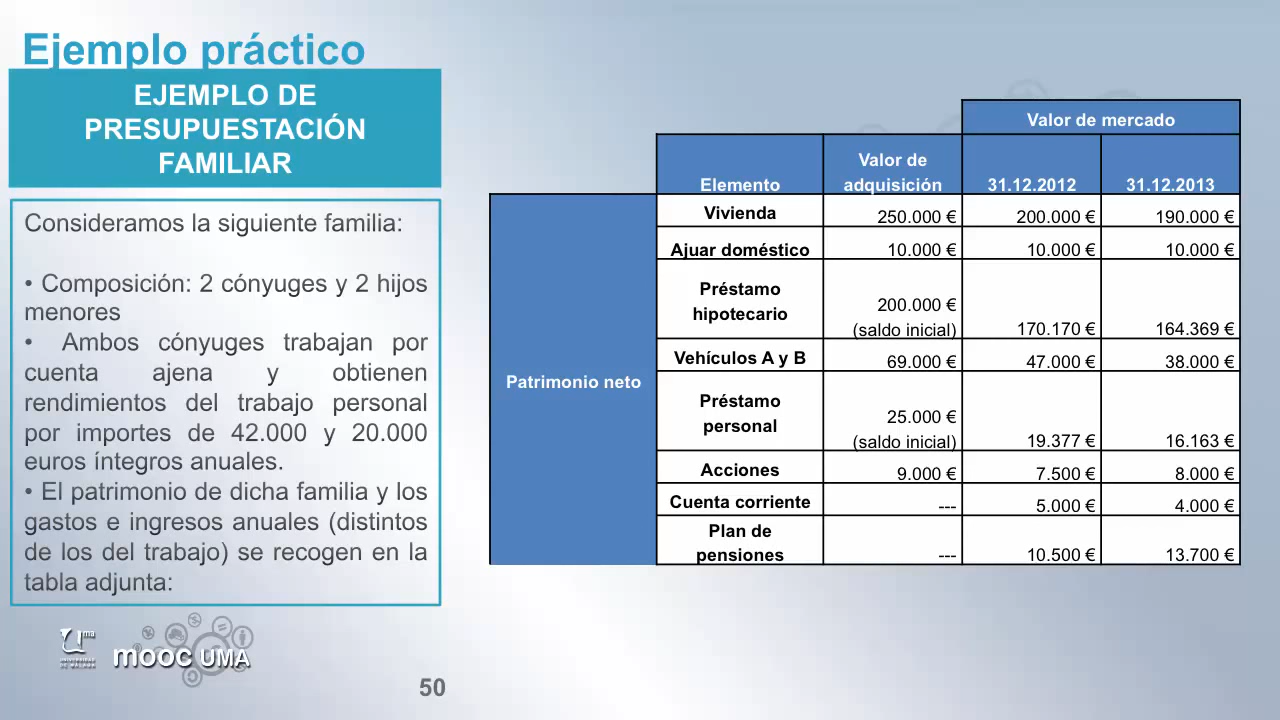 Ejemplo práctico
EJEMPLO DE
PRESUPUESTACIÓN
FAMILIAR
Consideramos la siguiente familia:
• Composición: 2 cónyuges y 2 hijos
menores
• Ambos cónyuges trabajan por
cuenta ajena y obtienen
rendimientos del trabajo personal
por importes de 42.000 y 20.000
euros íntegros anuales.
• El patrimonio de dicha familia y los
gastos e ingresos anuales (distintos
de los del trabajo) se recogen en la
tabla adjunta:
Valor de mercado
Elemento Valor de adquisición 31.12.2012 31.12.2013
Patrimonio neto
Vivienda 250.000 € 200.000 € 190.000 €
Ajuar doméstico 10.000 € 10.000 € 10.000 €
Préstamo hipotecario 200.000 € (saldo inicial) 170.170 € 164.369 €
Vehículos A y B 69.000 € 47.000 € 38.000 €
Préstamo personal 25.000 € (saldo inicial) 19.377 € 16.163 €
Acciones 9.000 € 7.500 € 8.000 €
Cuenta corriente --- 5.000 € 4.000 €
Plan de pensiones --- 10.500 € 13.700 €
uma
UNIVERSIDAD
DE MÁLAGA
mooc UMA
50